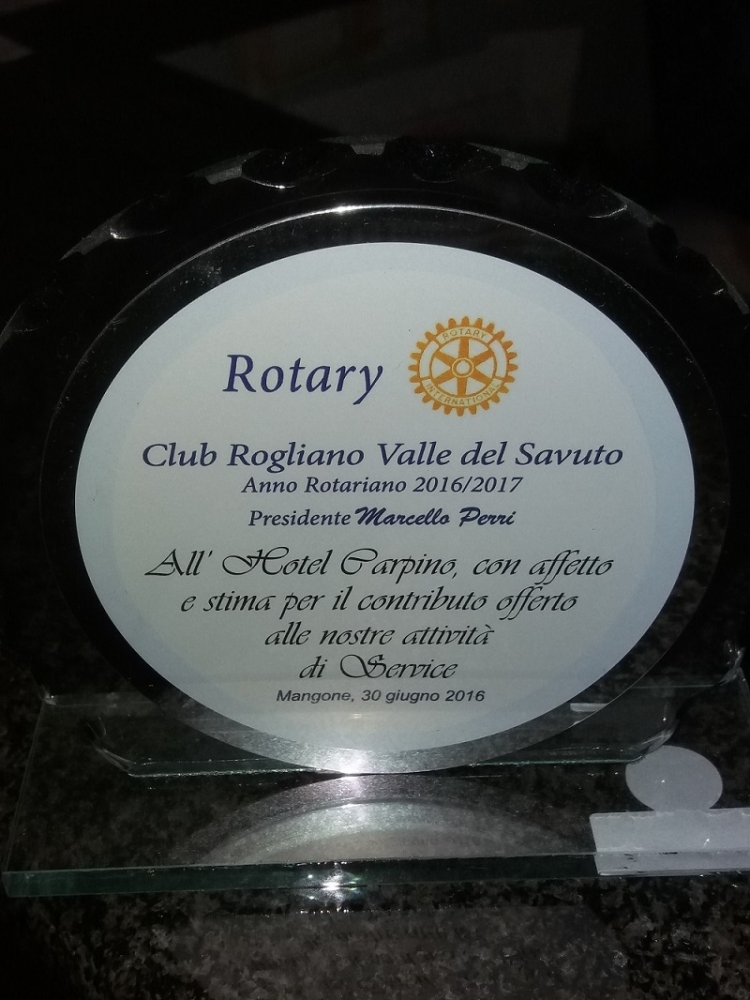 Rotary
ROTARY
INTERNATIONAL
Club Rogliano Valle del Savuto
Anno Rotariano 2016/2017
Presidente Marcello Perri
All' Hotel Carpino, con affetto
e stima per il contributo offerto
alle nostre attività
di Service
Mangone, 30 giugno 2016